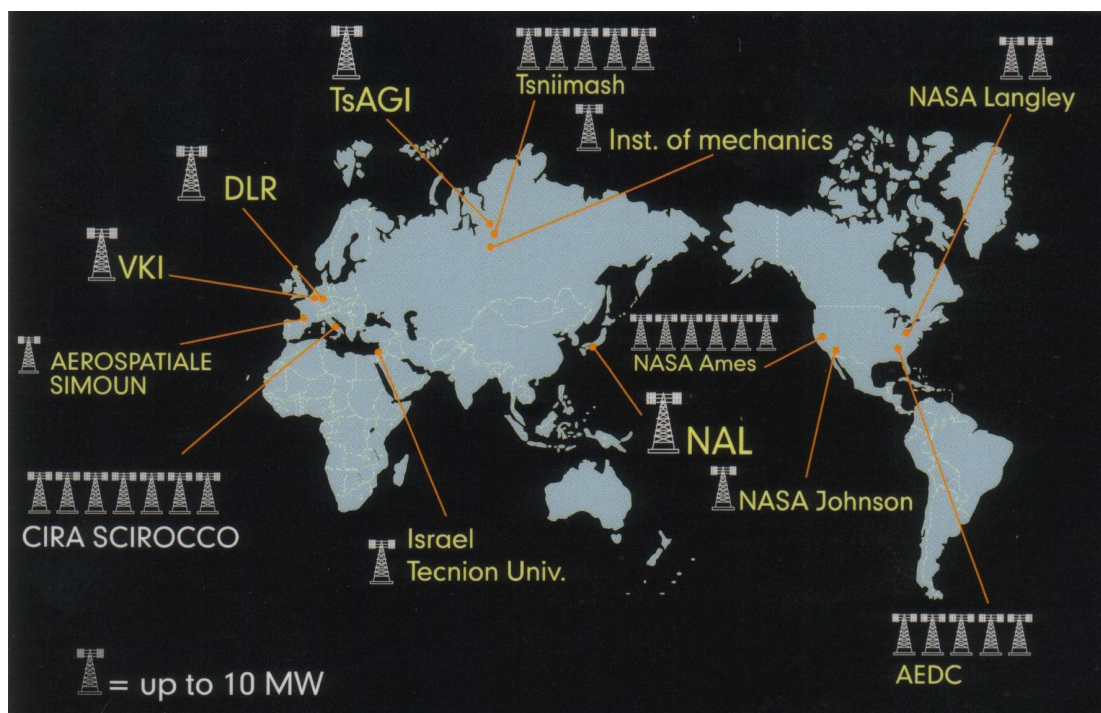 TsAGI
Tsniimash
Inst. of mechanics
NASA Langley
DLR
VKI
AEROSPATIALE
SIMOUN
NASA Ames
NAL
NASA Johnson
CIRA SCIROCCO
Israel
Tecnion Univ.
AEDC
= up to 10 MW